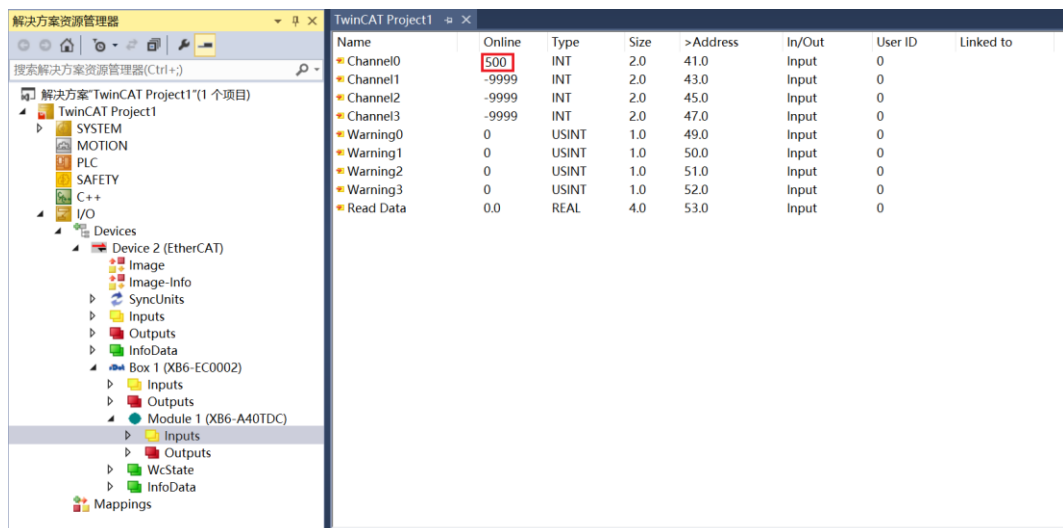 解决方案资源管理器
搜索解决方案资源管理器(Ctrl+;)
解决方案"TwinCAT Project1"(1 个项目)
TwinCAT Project1
SYSTEM
MOTION
PLC
SAFETY
C++
I/O
Devices
Device 2 (EtherCAT)
Image
Image-Info
SyncUnits
Inputs
Outputs
InfoData
Box 1 (XB6-EC0002)
Inputs
Outputs
Module 1 (XB6-A40TDC)
Inputs
Outputs
WcState
InfoData
Mappings
TwinCAT Project1
Name Online Type Size >Address In/Out User ID Linked to
Channel0 500 INT 2.0 41.0 Input 0
Channel1 -9999 INT 2.0 43.0 Input 0
Channel2 -9999 INT 2.0 45.0 Input 0
Channel3 -9999 INT 2.0 47.0 Input 0
Warning0 0 USINT 1.0 49.0 Input 0
Warning1 0 USINT 1.0 50.0 Input 0
Warning2 0 USINT 1.0 51.0 Input 0
Warning3 0 USINT 1.0 52.0 Input 0
Read Data 0.0 REAL 4.0 53.0 Input 0